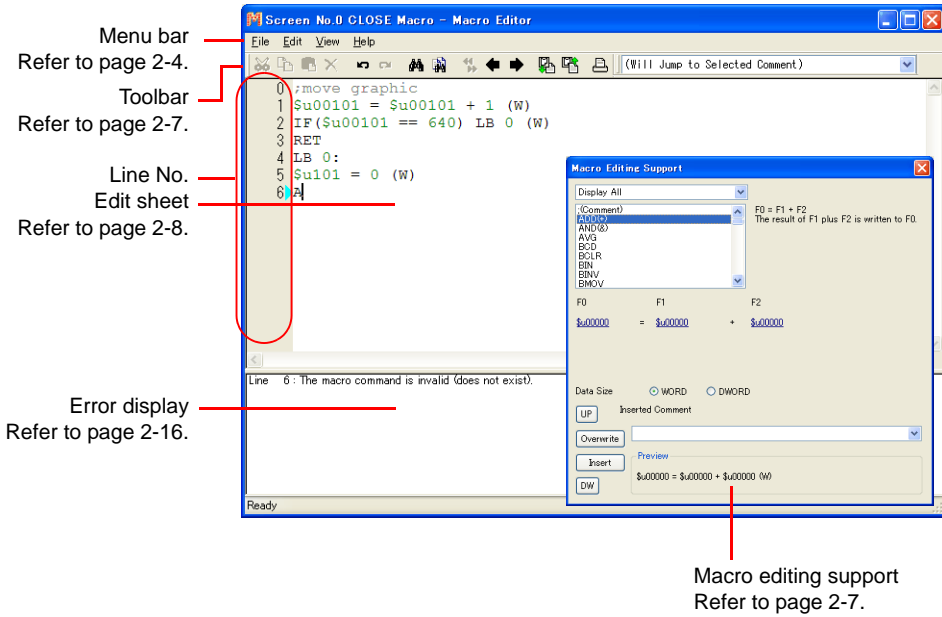 Screen No.0 CLOSE Macro - Macro Editor
File Edit View Help
(Will Jump to Selected Comment)
Menu bar
Refer to page 2-4.
Toolbar
Refer to page 2-7.
Line No.
Edit sheet
Refer to page 2-8.
0 ;move graphic
1 $u00101 = $u00101 + 1 (W)
2 IF($u00101 == 640) LB 0 (W)
3 RET
4 LB 0:
5 $u101 = 0 (W)
6 A
Macro Editing Support
Display All
;(Comment)
ADD(+)
AND(&)
AVG
BCD
BCLR
BIN
BINV
BMOV
F0 = F1 + F2
The result of F1 plus F2 is written to F0.
F0 F1 F2
$u00000 = $u00000 + $u00000
Data Size WORD DWORD
UP Inserted Comment
Overwrite
Insert
DW
Preview
$u00000 = $u00000 + $u00000 (W)
Error display
Refer to page 2-16.
Line 6 : The macro command is invalid (does not exist).
Ready
Macro editing support
Refer to page 2-7.